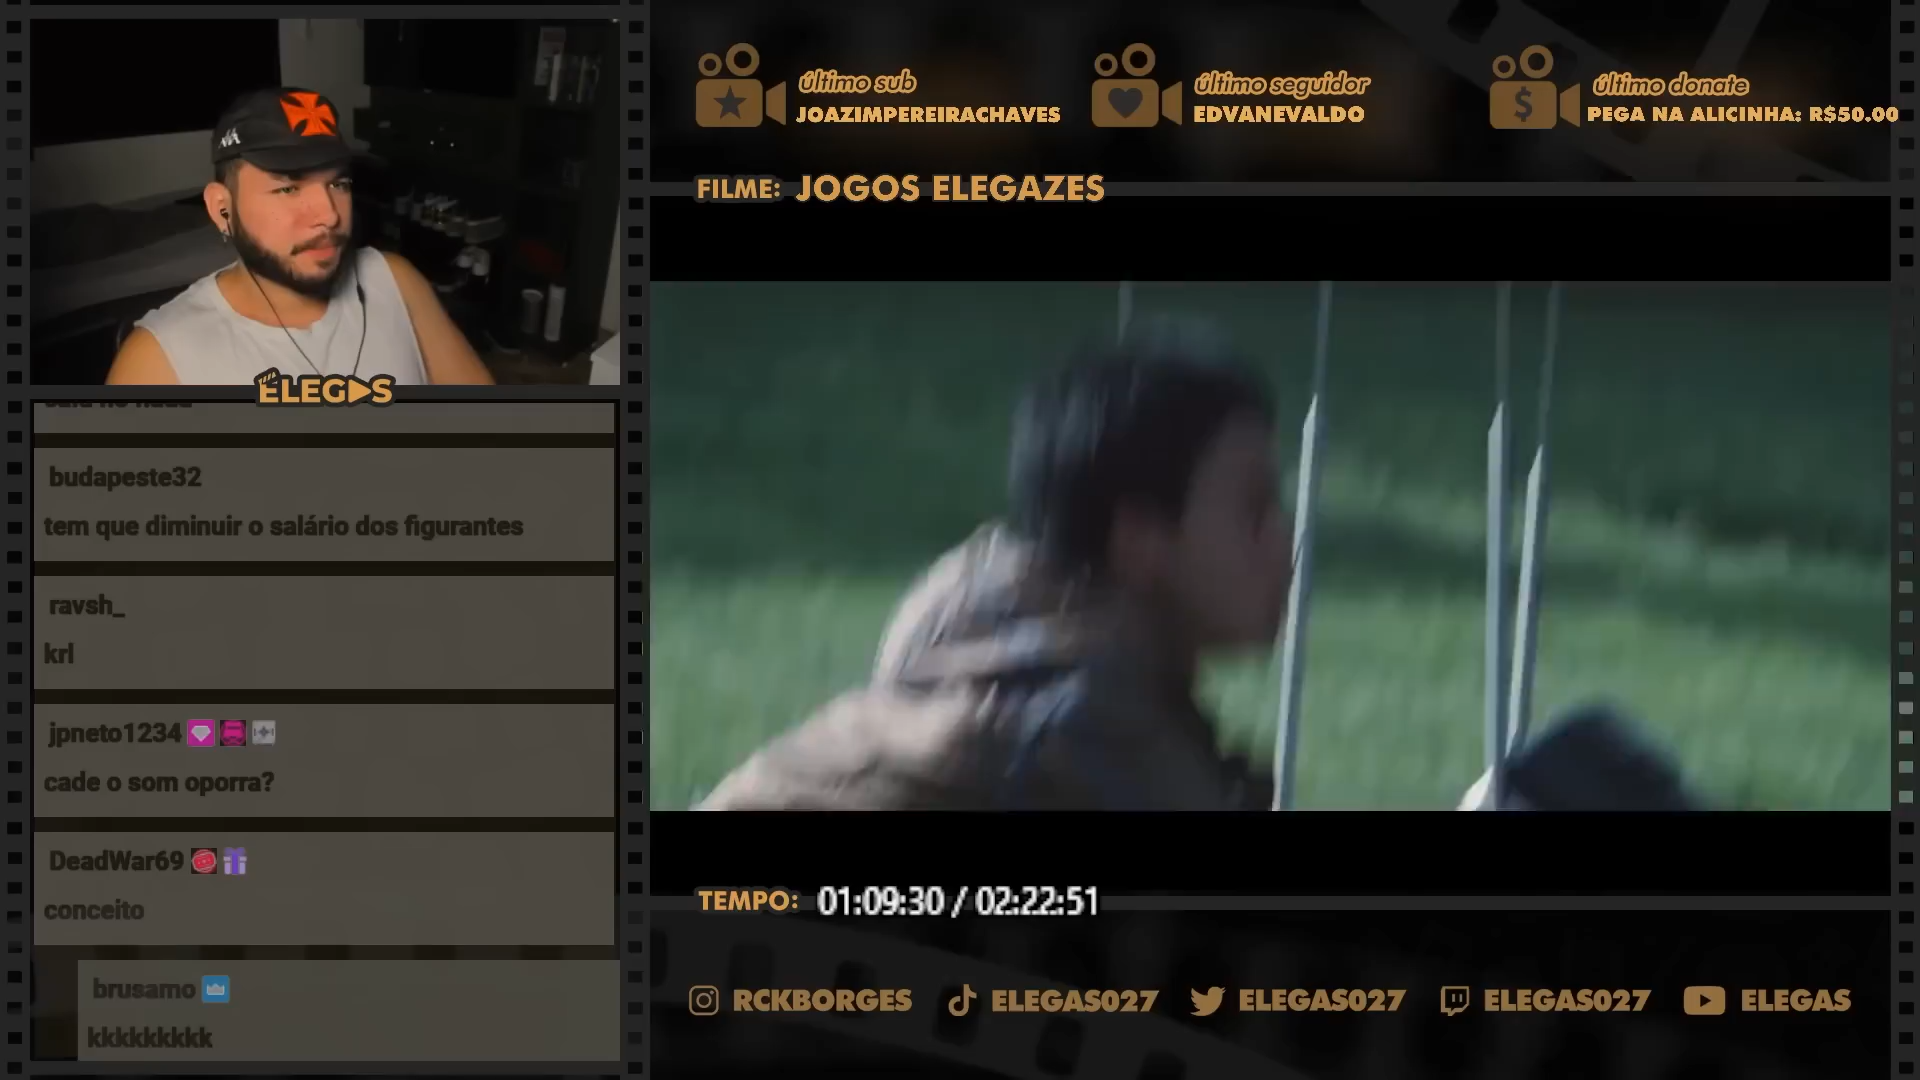 último sub
JOAZIMPEREIRACHAVES
último seguidor
EDVANEVALDO
último donate
PEGA NA ALICINHA: R$50.00
FILME: JOGOS ELEGAZES
ELEGAS
budapeste32
tem que diminuir o salário dos figurantes
ravsh_
krl
jpneto1234
cade o som oporra?
DeadWar69
conceito
brusamo
kkkkkkkkk
TEMPO: 01:09:30 / 02:22:51
RCKBORGES
ELEGAS027
ELEGAS027
ELEGAS027
ELEGAS